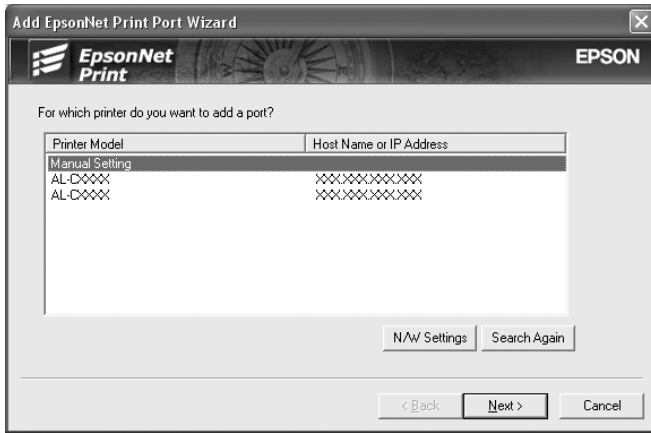 Add EpsonNet Print Port Wizard
EpsonNet
Print
EPSON
For which printer do you want to add a port?
Printer Model Host Name or IP Address
Manual Setting
AL-CXXXX XXX.XXX.XXX.XXX
AL-CXXXX XXX.XXX.XXX.XXX
N/W Settings Search Again
< Back Next > Cancel